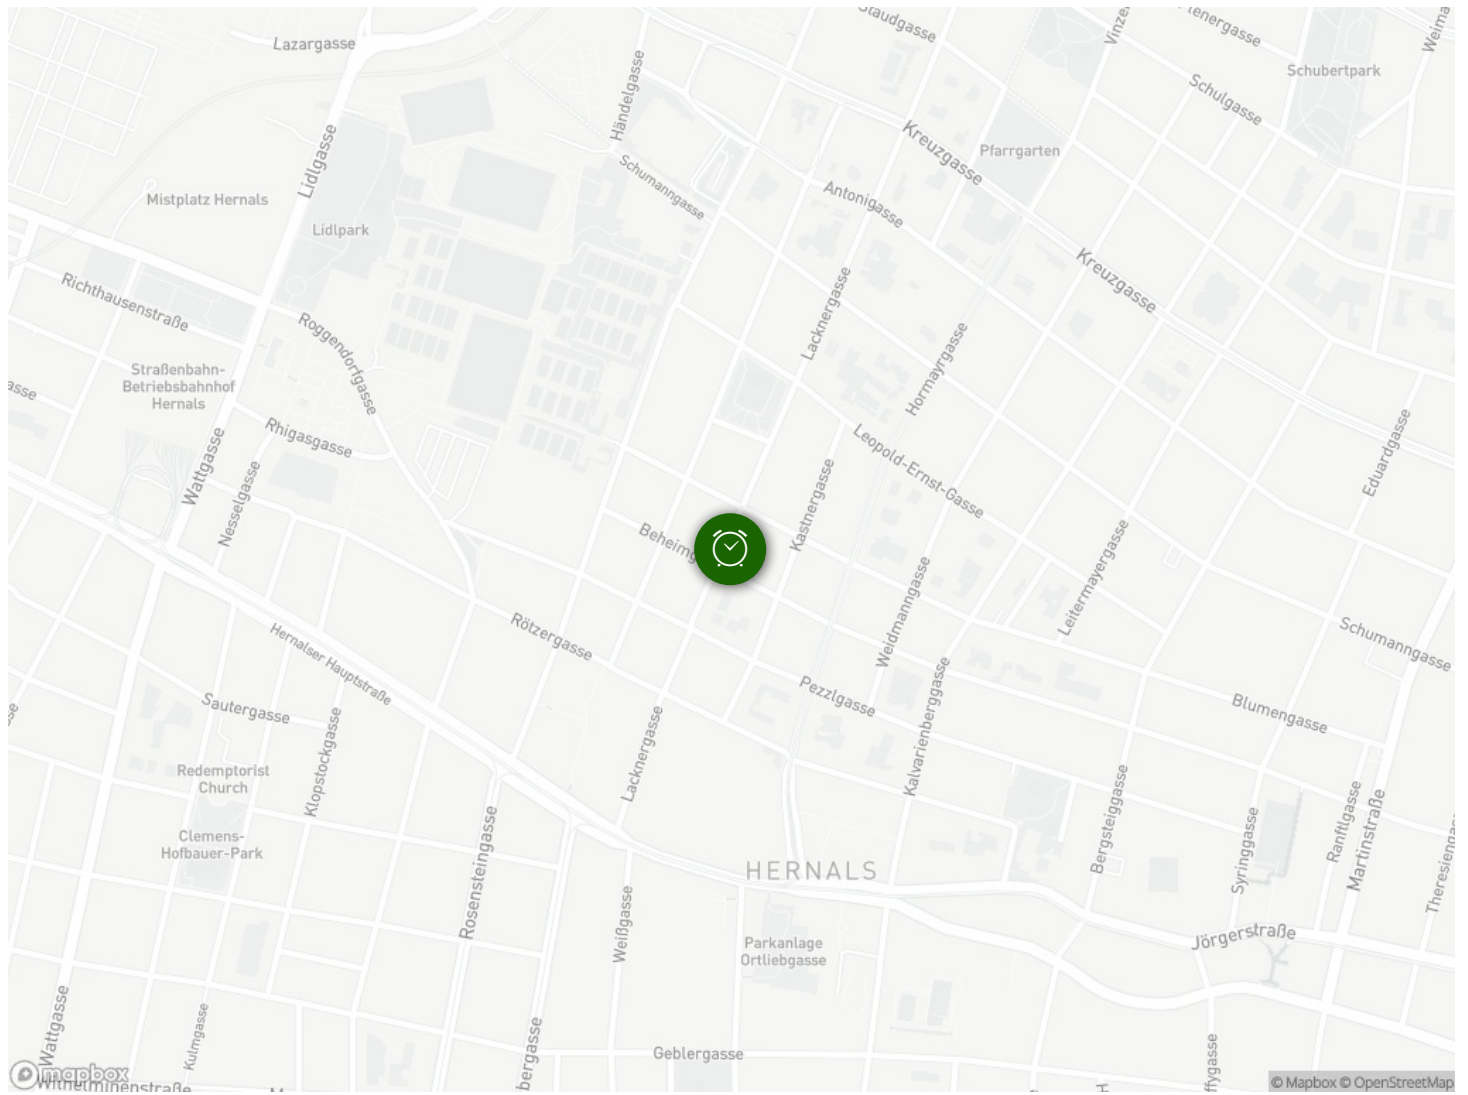 Lazargasse
Staudgasse
Schubertpark
Schulgasse
Händelgasse
Lidlgasse
Kreuzgasse
Pfarrgarten
Schumanngasse
Mistplatz Hernals
Antonigasse
Lidlpark
Kreuzgasse
Richthausenstraße
Lacknergasse
Roggendorfgasse
Hormayrgasse
Straßenbahn-
Betriebsbahnhof
Hernals
Rhigasgasse
Wattgasse
Nesselgasse
Leopold-Ernst-Gasse
Eduardgasse
Kastnergasse
Beheimg
Leitermayergasse
Weidmanngasse
Rötzergasse
Schumanngasse
Hernalser Hauptstraße
Pezzlgasse
Kalvarienberggasse
Blumengasse
Sautergasse
Klopstockgasse
Lacknergasse
Redemptorist
Church
Clemens-
Hofbauer-Park
Rosensteingasse
Bergsteiggasse
Syringgasse
Ranftlgasse
Martinstraße
HERNALS
Weißgasse
Jörgerstraße
Parkanlage
Ortliebgasse
Wattgasse
Kulmgasse
Geblergasse
mapbox
© Mapbox © OpenStreetMap